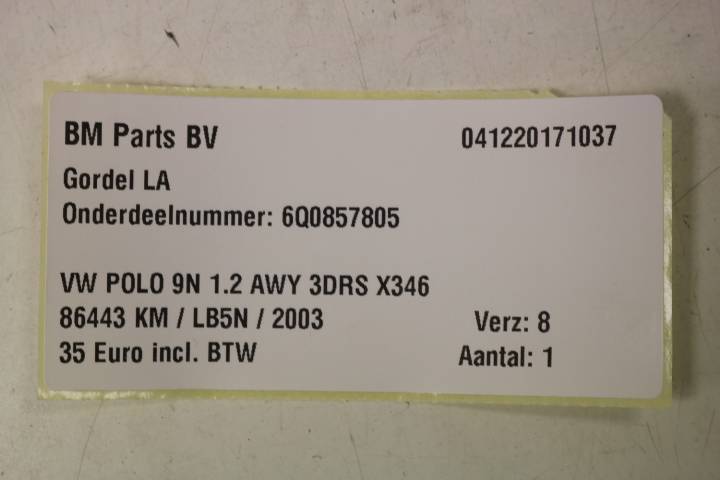 BM Parts BV 041220171037
Gordel LA
Onderdeelnummer: 6Q0857805
VW POLO 9N 1.2 AWY 3DRS X346
86443 KM / LB5N / 2003 Verz: 8
35 Euro incl. BTW Aantal: 1